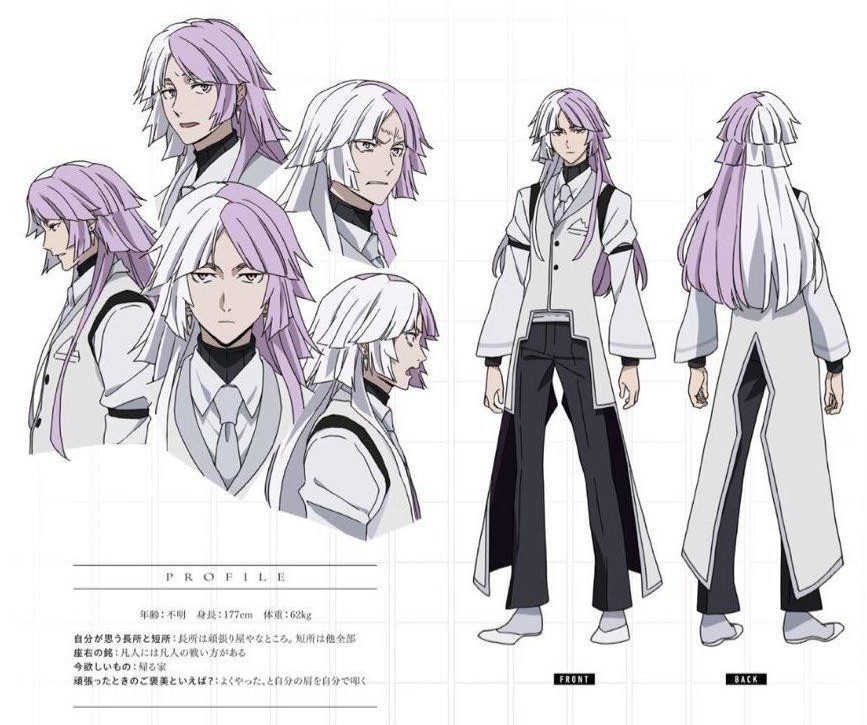 PROFILE
年齢：不明　身長：177cm　体重：62kg
自分が思う長所と短所：長所は頑張り屋やなところ。短所は他全部
座右の銘：凡人には凡人の戦い方がある
今欲しいもの：帰る家
頑張ったときのご褒美といえば？：よくやった、と自分の肩を自分で叩く
FRONT
BACK